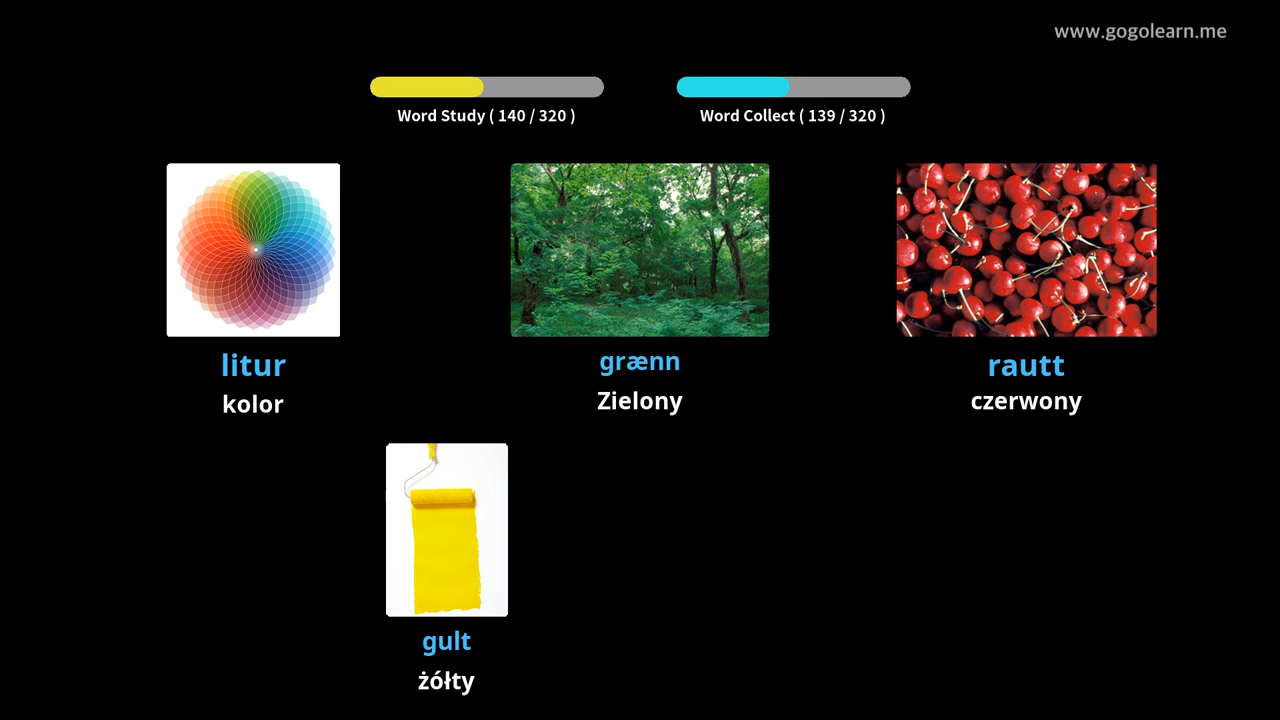 www.gogolearn.me
Word Study ( 140 / 320 )
Word Collect ( 139 / 320 )
litur
grænn
rautt
kolor
Zielony
czerwony
gult
żółty